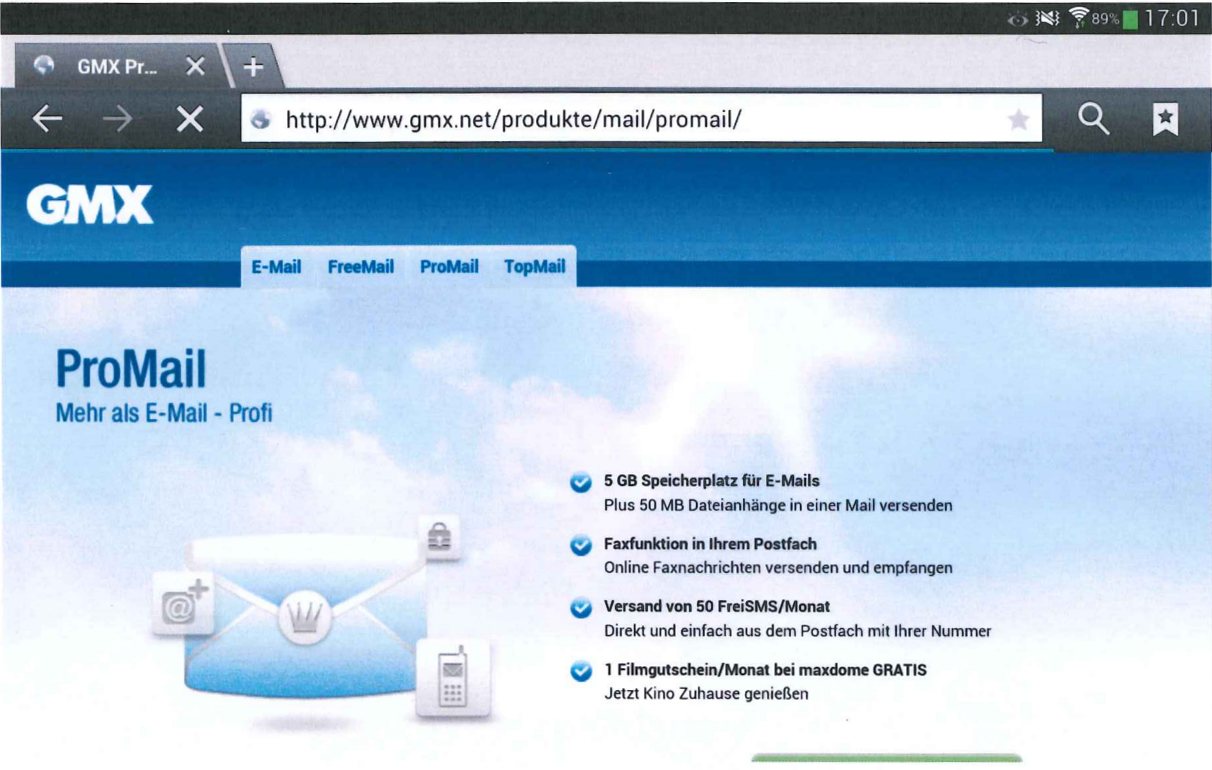 89% 17:01
GMX Pr...
http://www.gmx.net/produkte/mail/promail/
GMX
E-Mail FreeMail ProMail TopMail
ProMail
Mehr als E-Mail - Profi
5 GB Speicherplatz für E-Mails
Plus 50 MB Dateianhänge in einer Mail versenden
Faxfunktion in Ihrem Postfach
Online Faxnachrichten versenden und empfangen
Versand von 50 FreiSMS/Monat
Direkt und einfach aus dem Postfach mit Ihrer Nummer
1 Filmgutschein/Monat bei maxdome GRATIS
Jetzt Kino Zuhause genießen